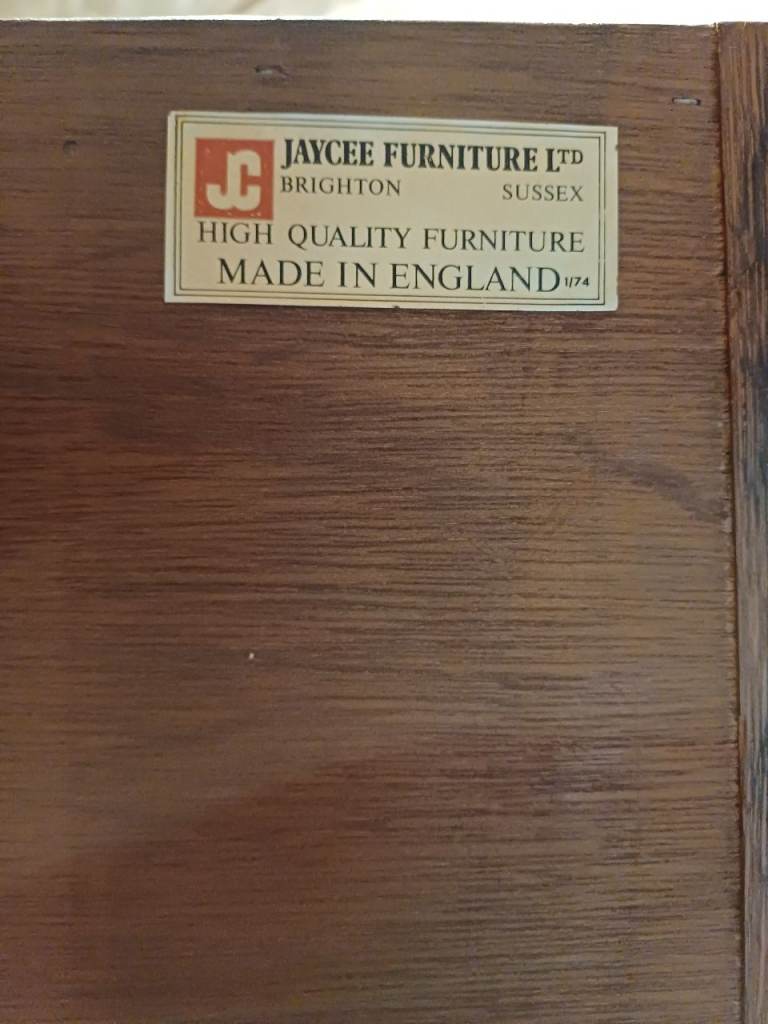 JC JAYCEE FURNITURE LTD
BRIGHTON SUSSEX
HIGH QUALITY FURNITURE
MADE IN ENGLAND 1/74